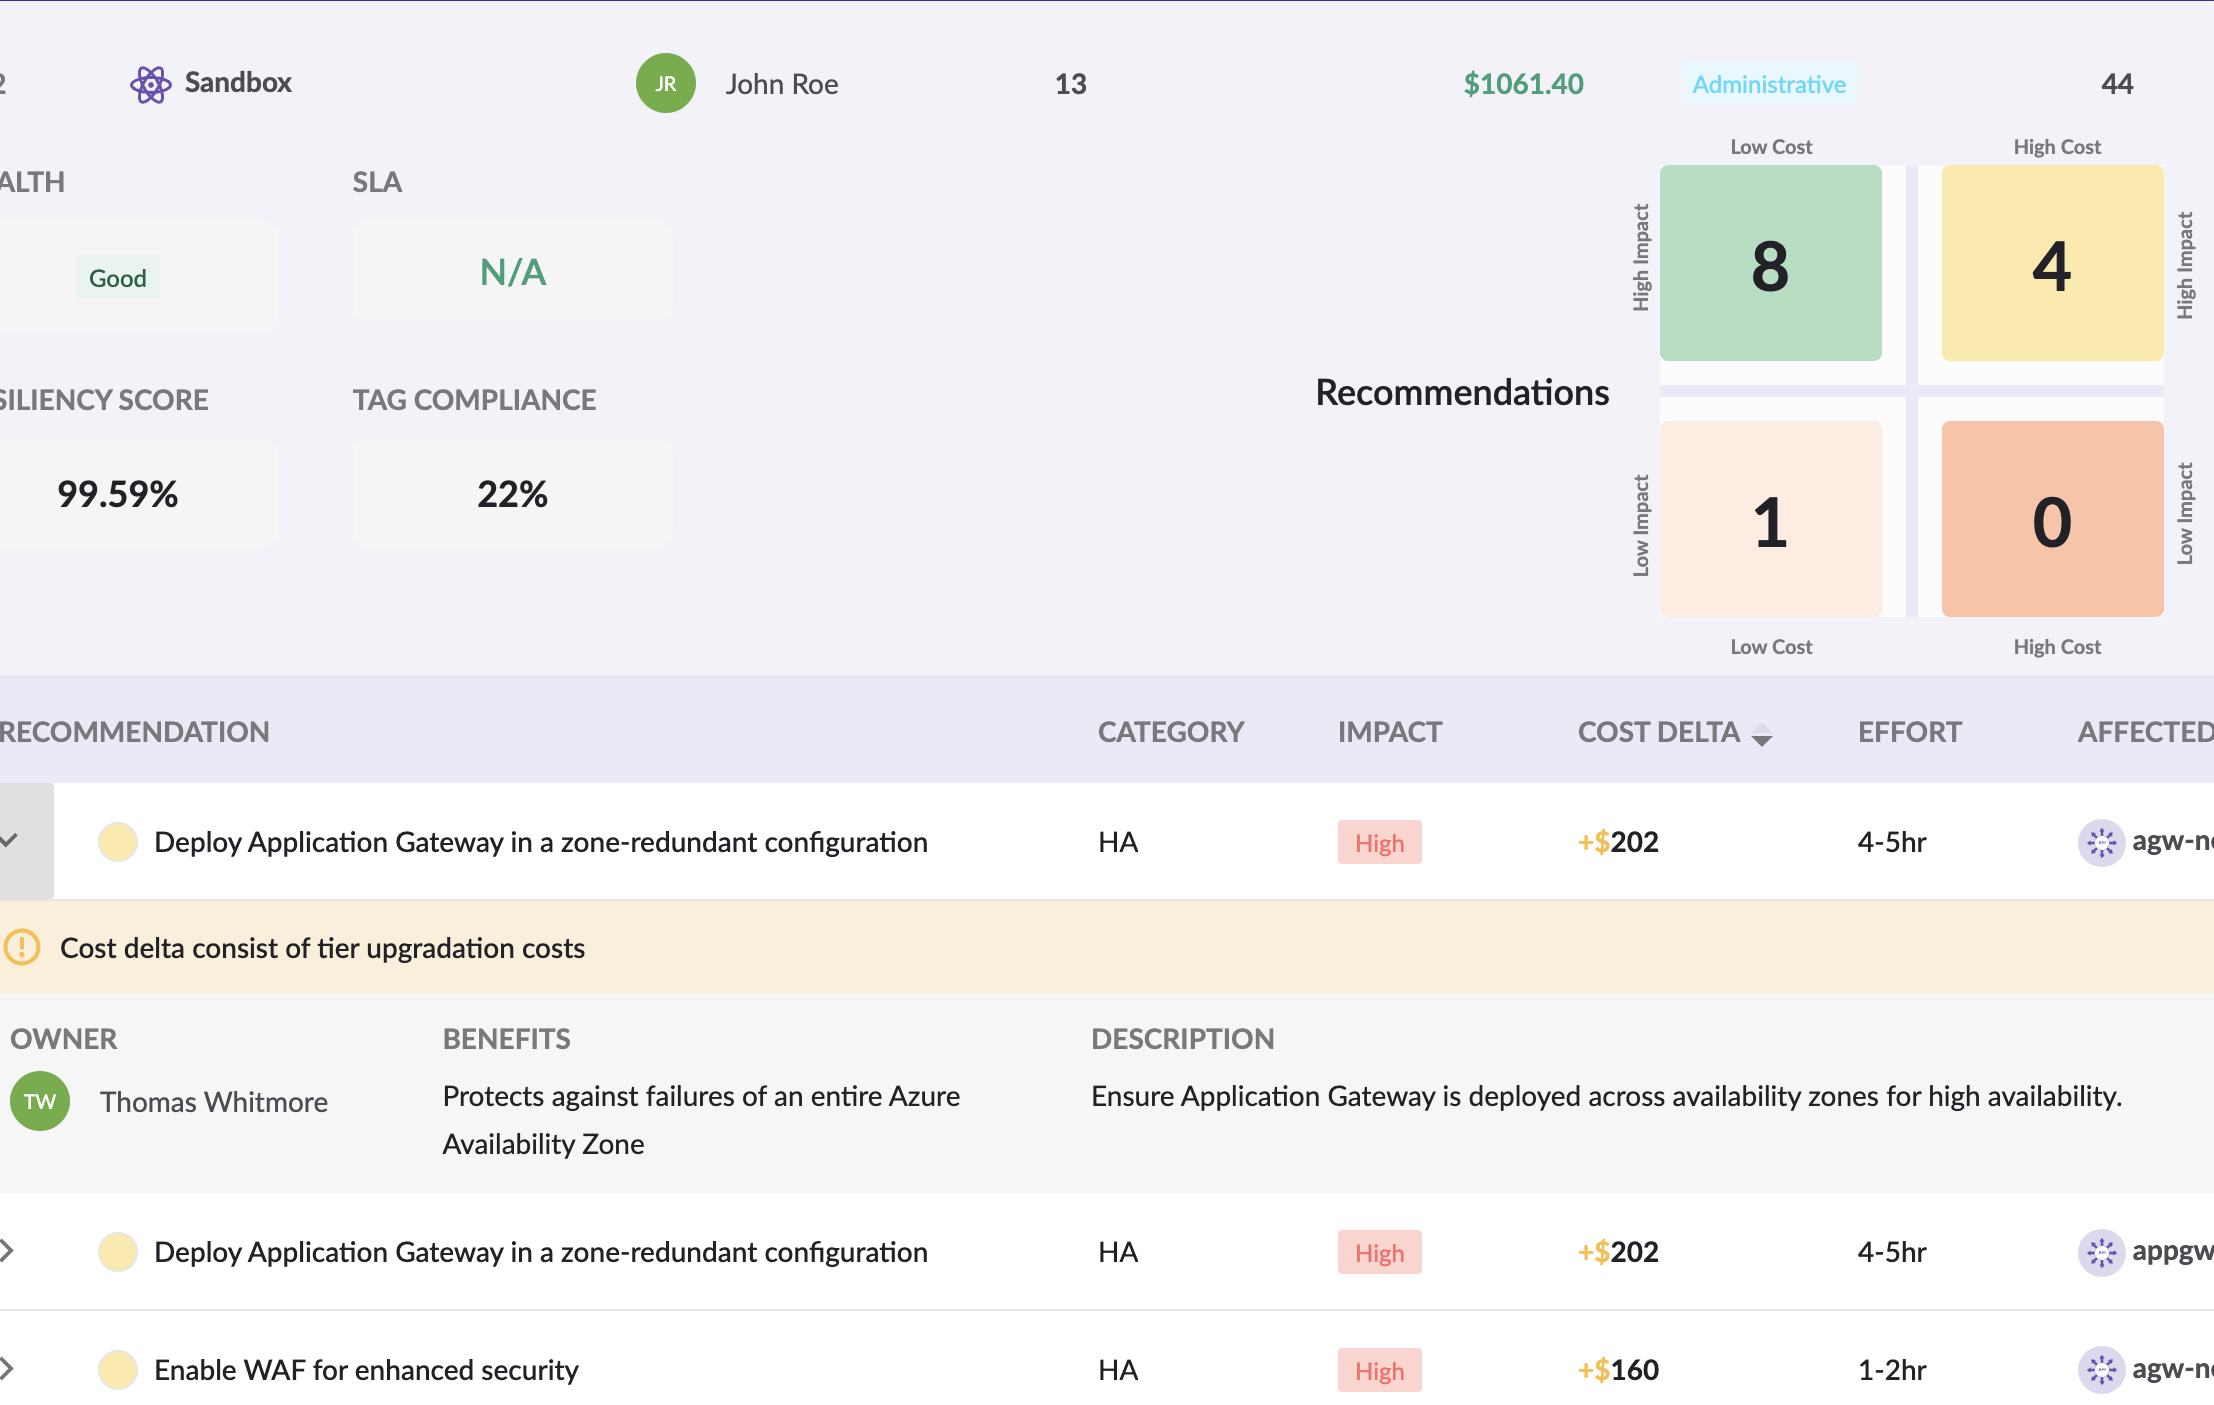 2 Sandbox JR John Roe 13 $1061.40 Administrative 44
Low Cost High Cost
ALTH SLA
High Impact 8 4 High Impact
Good N/A
Recommendations
SILIENCY SCORE TAG COMPLIANCE
99.59% 22%
Low Impact 1 0 Low Impact
Low Cost High Cost
RECOMMENDATION CATEGORY IMPACT COST DELTA EFFORT AFFECTED
Deploy Application Gateway in a zone-redundant configuration HA High +$202 4-5hr agw-n
Cost delta consist of tier upgradation costs
OWNER BENEFITS DESCRIPTION
TW Thomas Whitmore Protects against failures of an entire Azure Ensure Application Gateway is deployed across availability zones for high availability.
Availability Zone
Deploy Application Gateway in a zone-redundant configuration HA High +$202 4-5hr appgw
Enable WAF for enhanced security HA High +$160 1-2hr agw-n